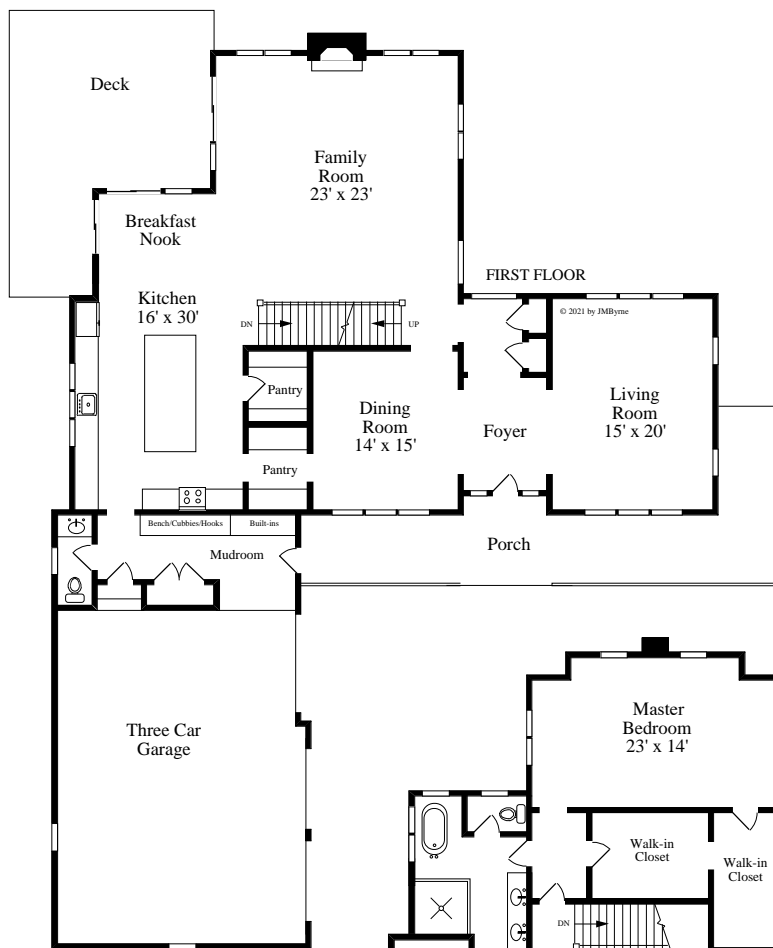 Deck
Family
Room
23' x 23'
Breakfast
Nook
FIRST FLOOR
Kitchen
16' x 30'
© 2021 by JMByrne
DN
UP
Pantry
Dining
Room
14' x 15'
Foyer
Living
Room
15' x 20'
Pantry
Bench/Cubbies/Hooks
Built-ins
Mudroom
Porch
Three Car
Garage
Master
Bedroom
23' x 14'
Walk-in
Closet
Walk-in
Closet
DN